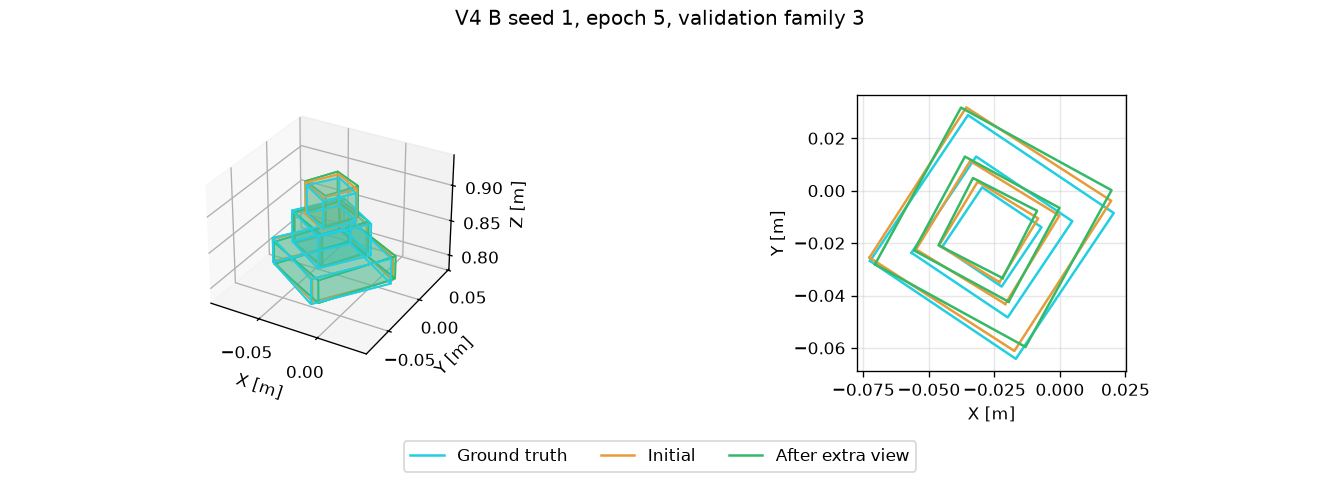 V4 B seed 1, epoch 5, validation family 3
0.90
0.85
0.80
Z [m]
0.05
0.00
−0.05
Y [m]
−0.05
0.00
X [m]
0.02
0.00
−0.02
−0.04
−0.06
Y [m]
−0.075 −0.050 −0.025 0.000 0.025
X [m]
Ground truth Initial After extra view